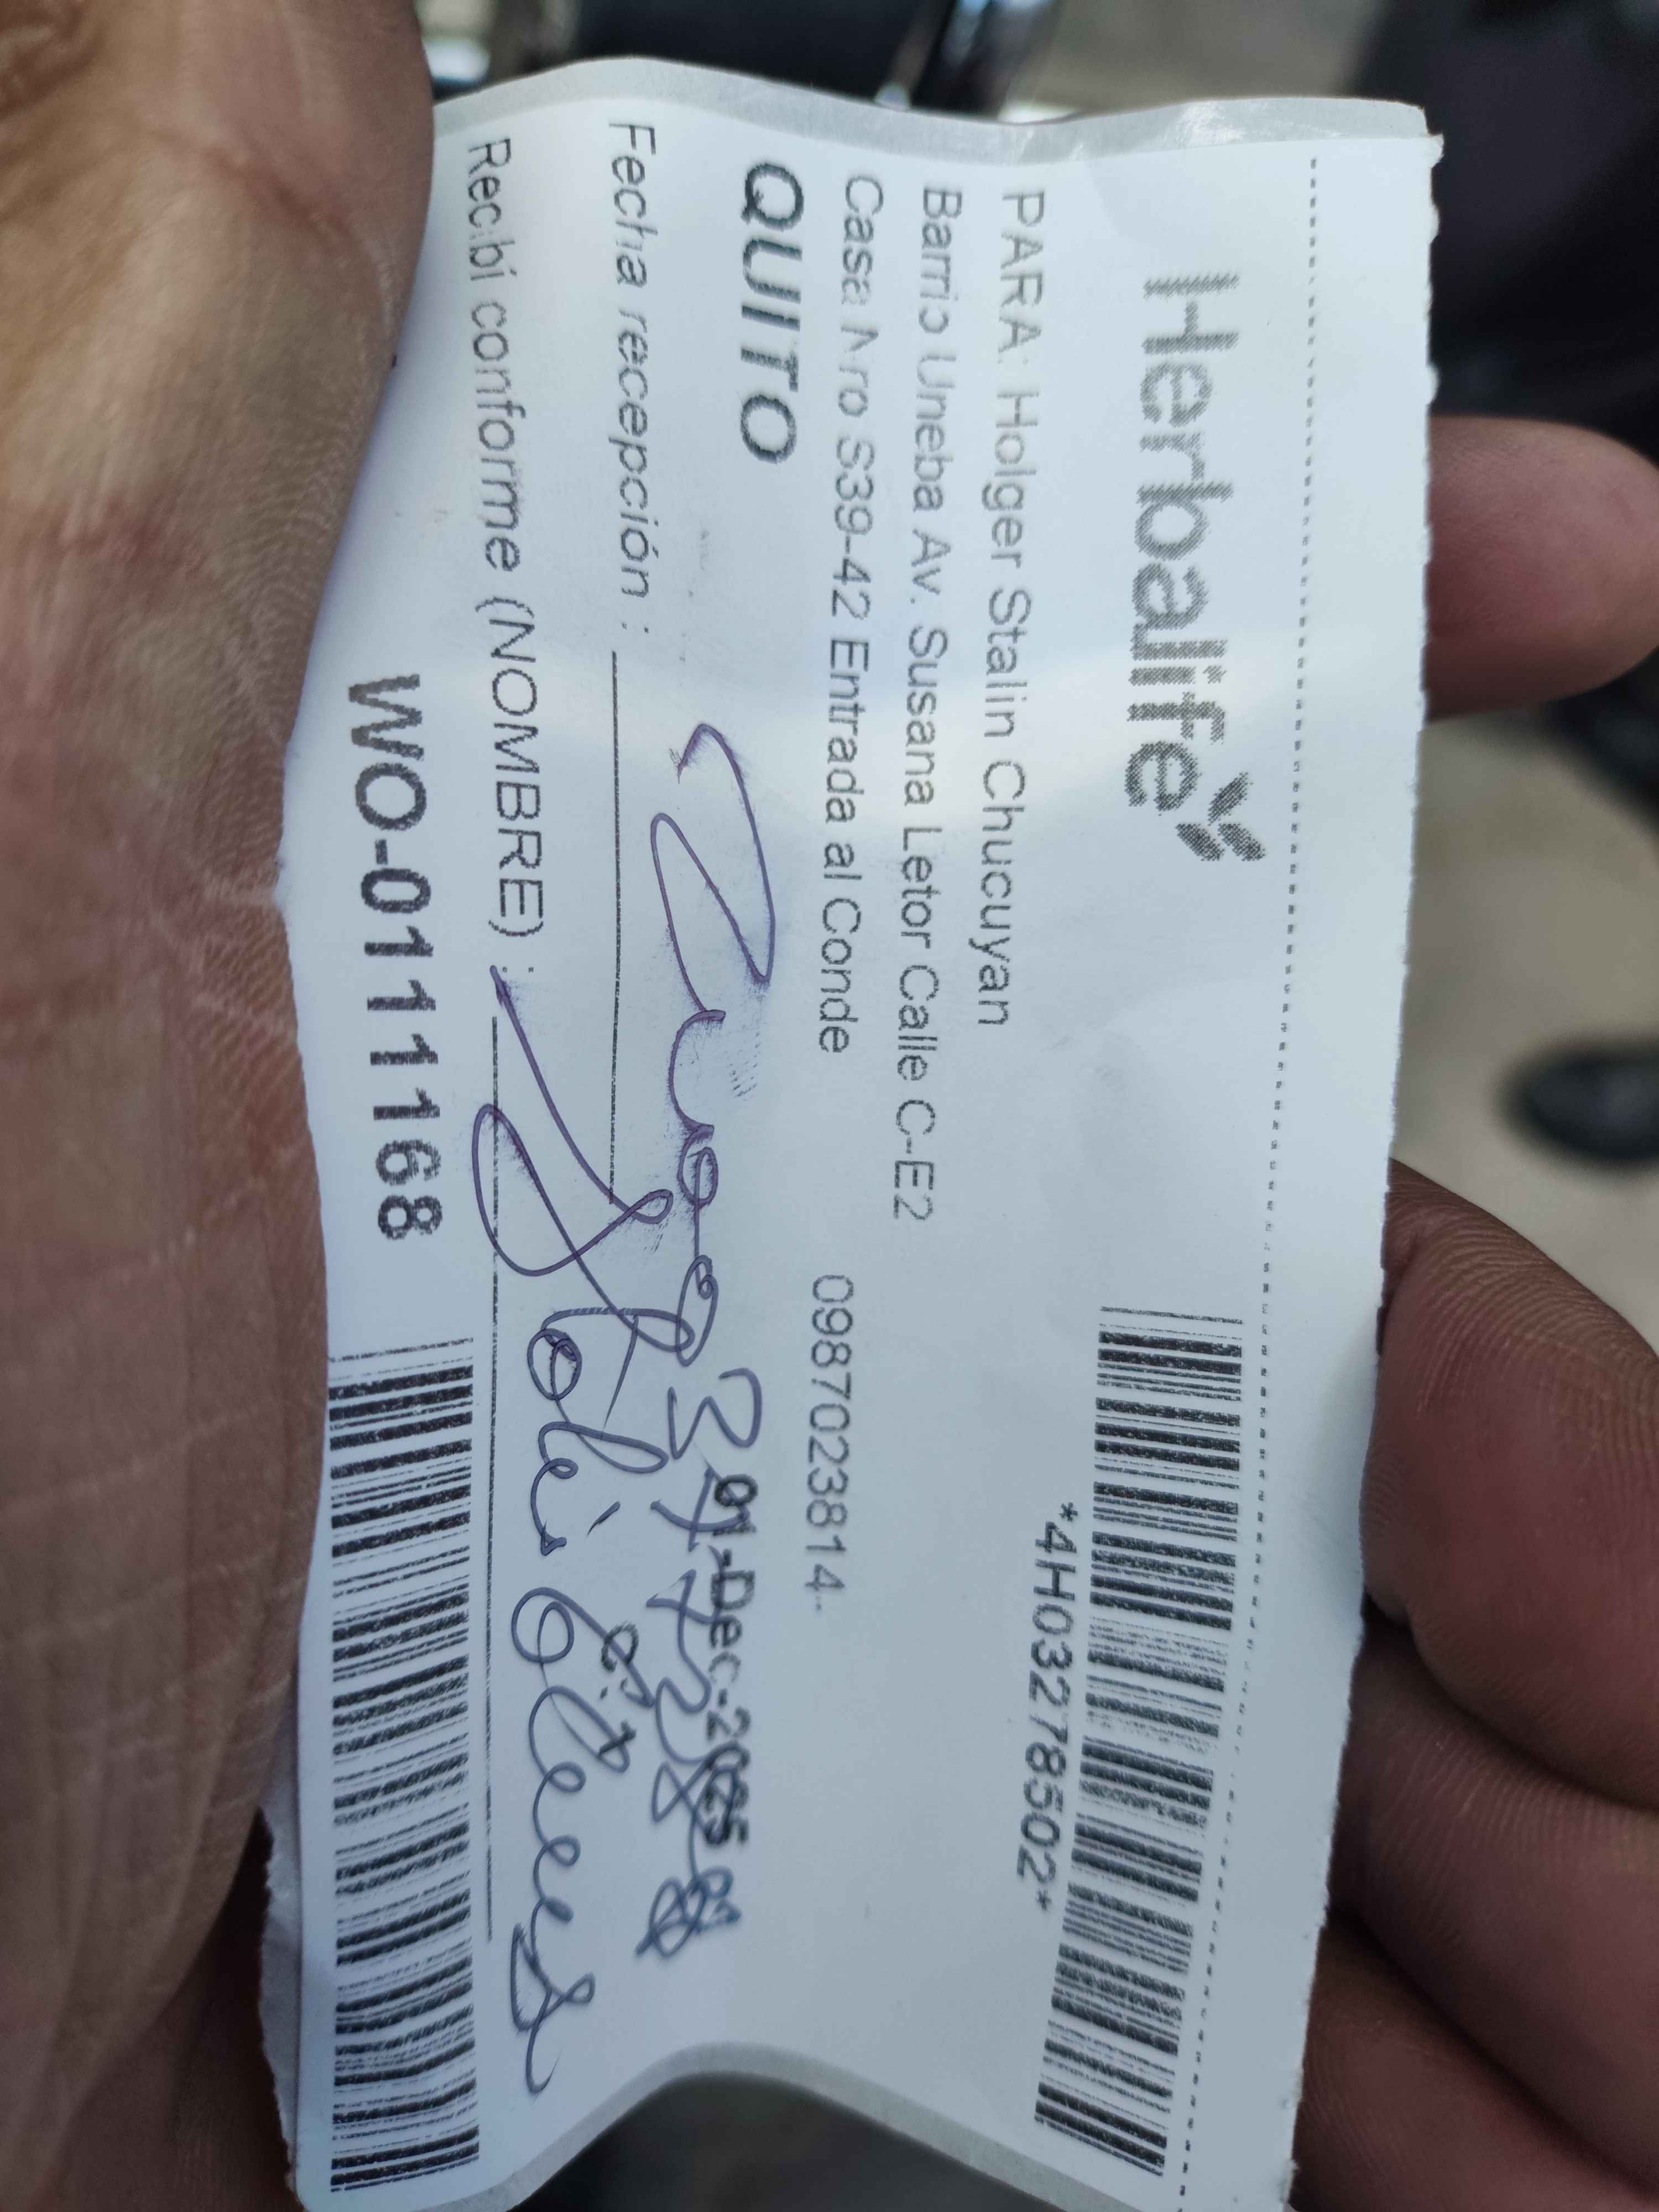 Herbalife
*4H03278502*
PARA: Holger Stalin Chucuyan
Barrio Uneba Av. Susana Letor Calle C-E2
Casa Nro S39-42 Entrada al Conde 0987023814-
QUITO
01-Dec-2025
Fecha recepción :
Recibí conforme (NOMBRE) :
WO-0111168